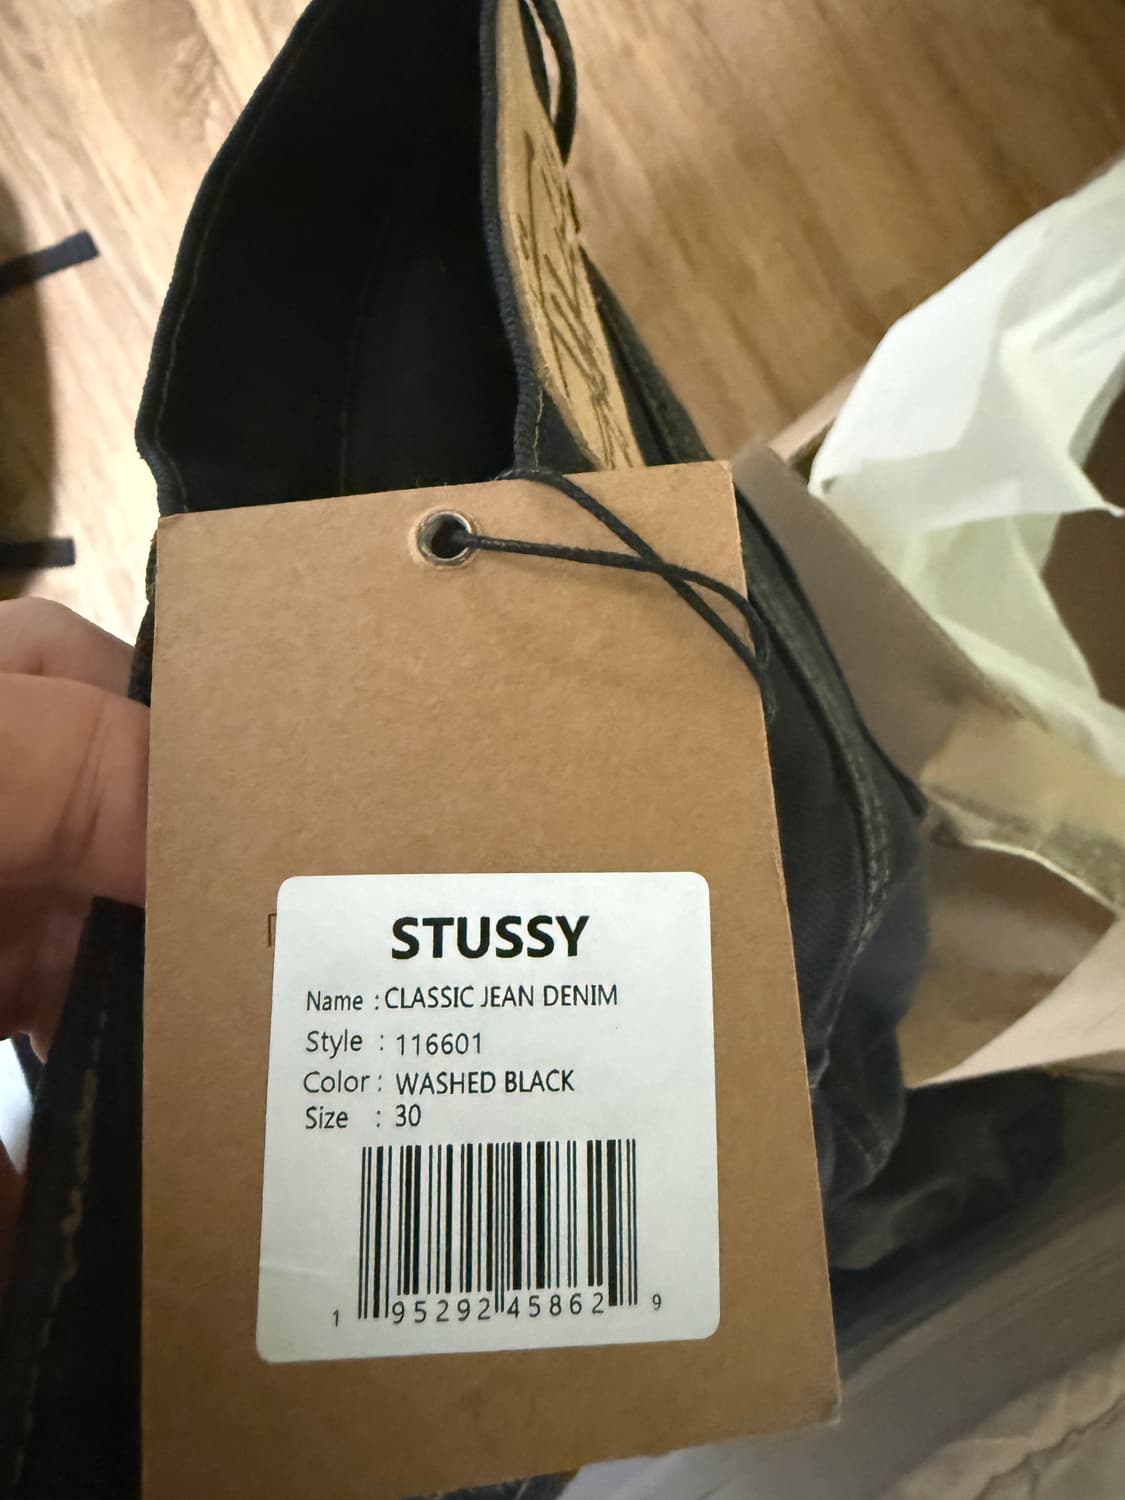 STUSSY
Name : CLASSIC JEAN DENIM
Style : 116601
Color : WASHED BLACK
Size : 30
1 95292 45862 9